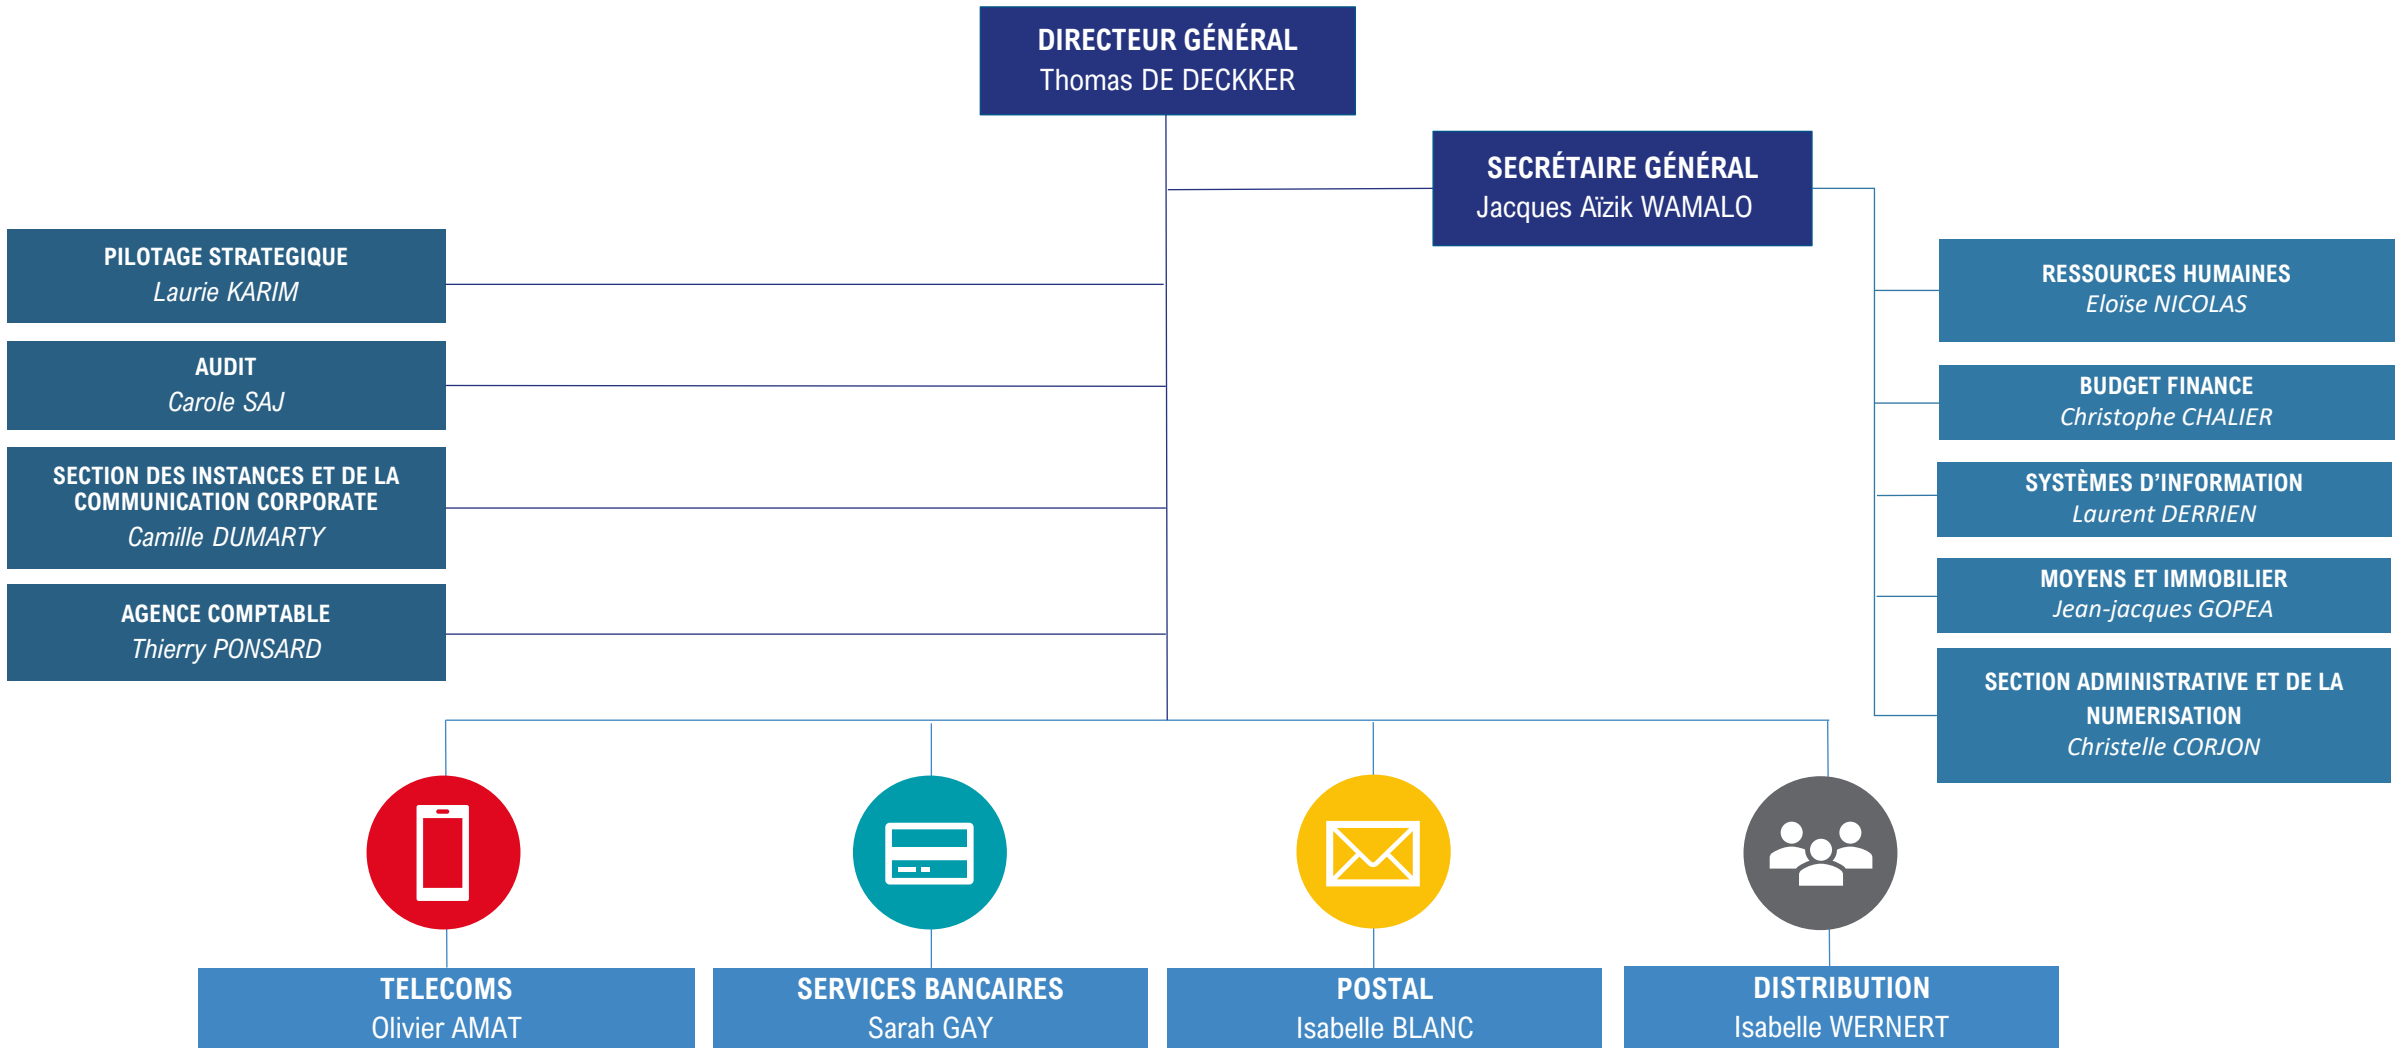 DIRECTEUR GÉNÉRAL
Thomas DE DECKKER
SECRÉTAIRE GÉNÉRAL
Jacques Aïzik WAMALO
PILOTAGE STRATEGIQUE
Laurie KARIM
AUDIT
Carole SAJ
SECTION DES INSTANCES ET DE LA
COMMUNICATION CORPORATE
Camille DUMARTY
AGENCE COMPTABLE
Thierry PONSARD
RESSOURCES HUMAINES
Eloïse NICOLAS
BUDGET FINANCE
Christophe CHALIER
SYSTÈMES D’INFORMATION
Laurent DERRIEN
MOYENS ET IMMOBILIER
Jean-jacques GOPEA
SECTION ADMINISTRATIVE ET DE LA
NUMERISATION
Christelle CORJON
TELECOMS
Olivier AMAT
SERVICES BANCAIRES
Sarah GAY
POSTAL
Isabelle BLANC
DISTRIBUTION
Isabelle WERNERT